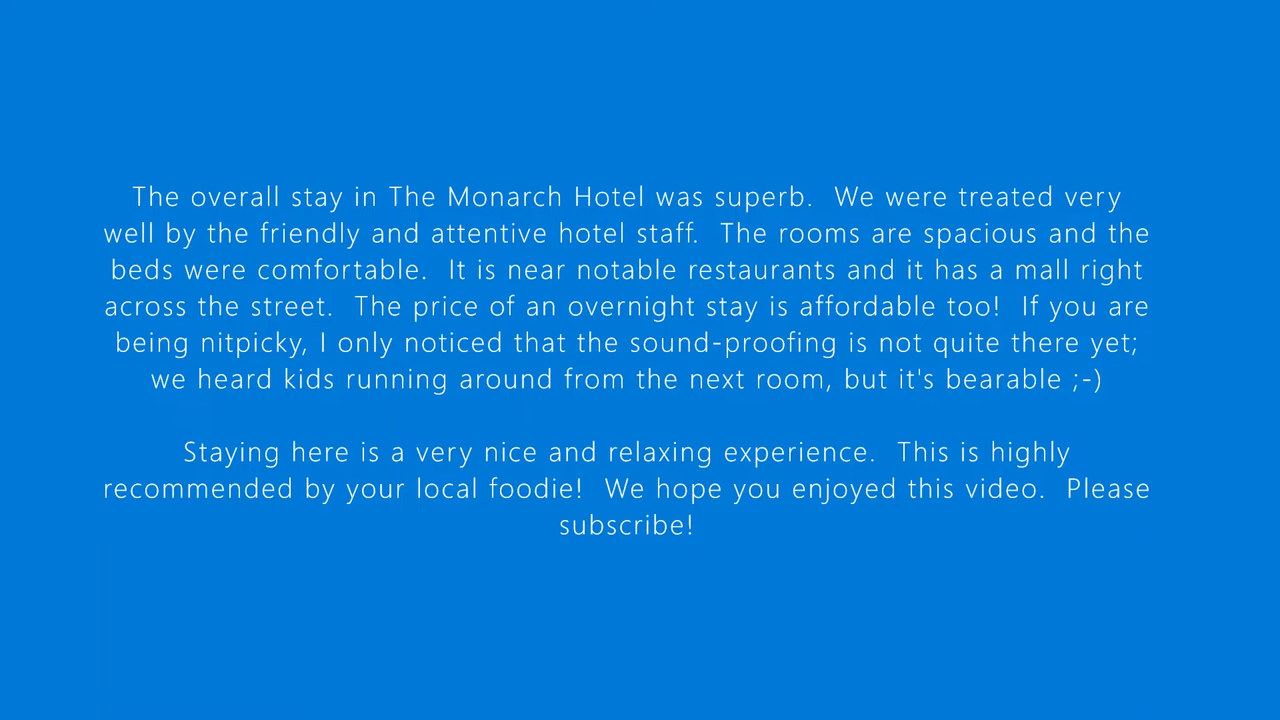 The overall stay in The Monarch Hotel was superb.  We were treated very
well by the friendly and attentive hotel staff.  The rooms are spacious and the
beds were comfortable.  It is near notable restaurants and it has a mall right
across the street.  The price of an overnight stay is affordable too!  If you are
being nitpicky, I only noticed that the sound-proofing is not quite there yet;
we heard kids running around from the next room, but it's bearable ;-)
Staying here is a very nice and relaxing experience.  This is highly
recommended by your local foodie!  We hope you enjoyed this video.  Please
subscribe!